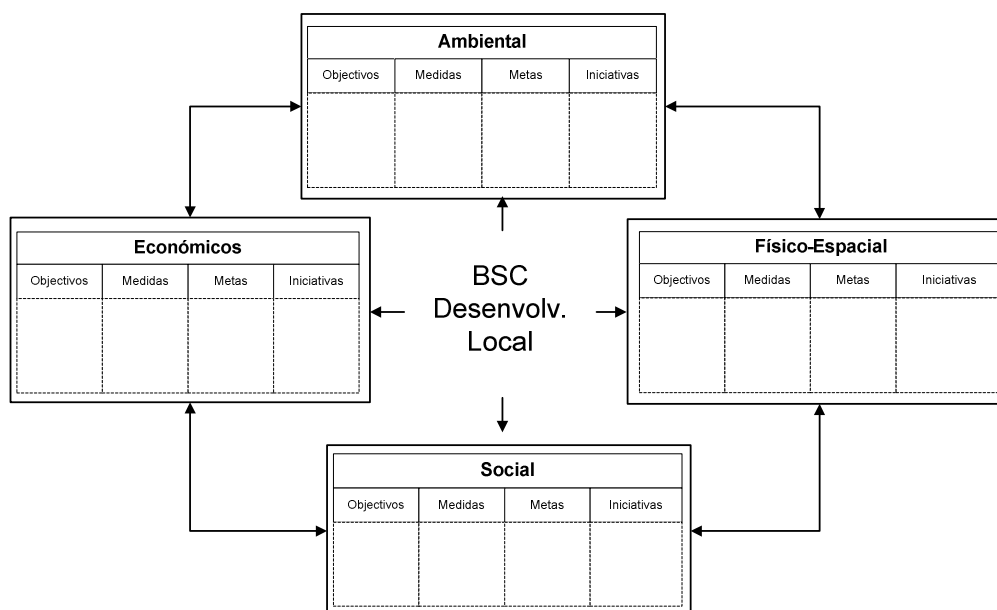 Ambiental
Objectivos Medidas Metas Iniciativas
Económicos
Objectivos Medidas Metas Iniciativas
BSC
Desenvolv.
Local
Físico-Espacial
Objectivos Medidas Metas Iniciativas
Social
Objectivos Medidas Metas Iniciativas